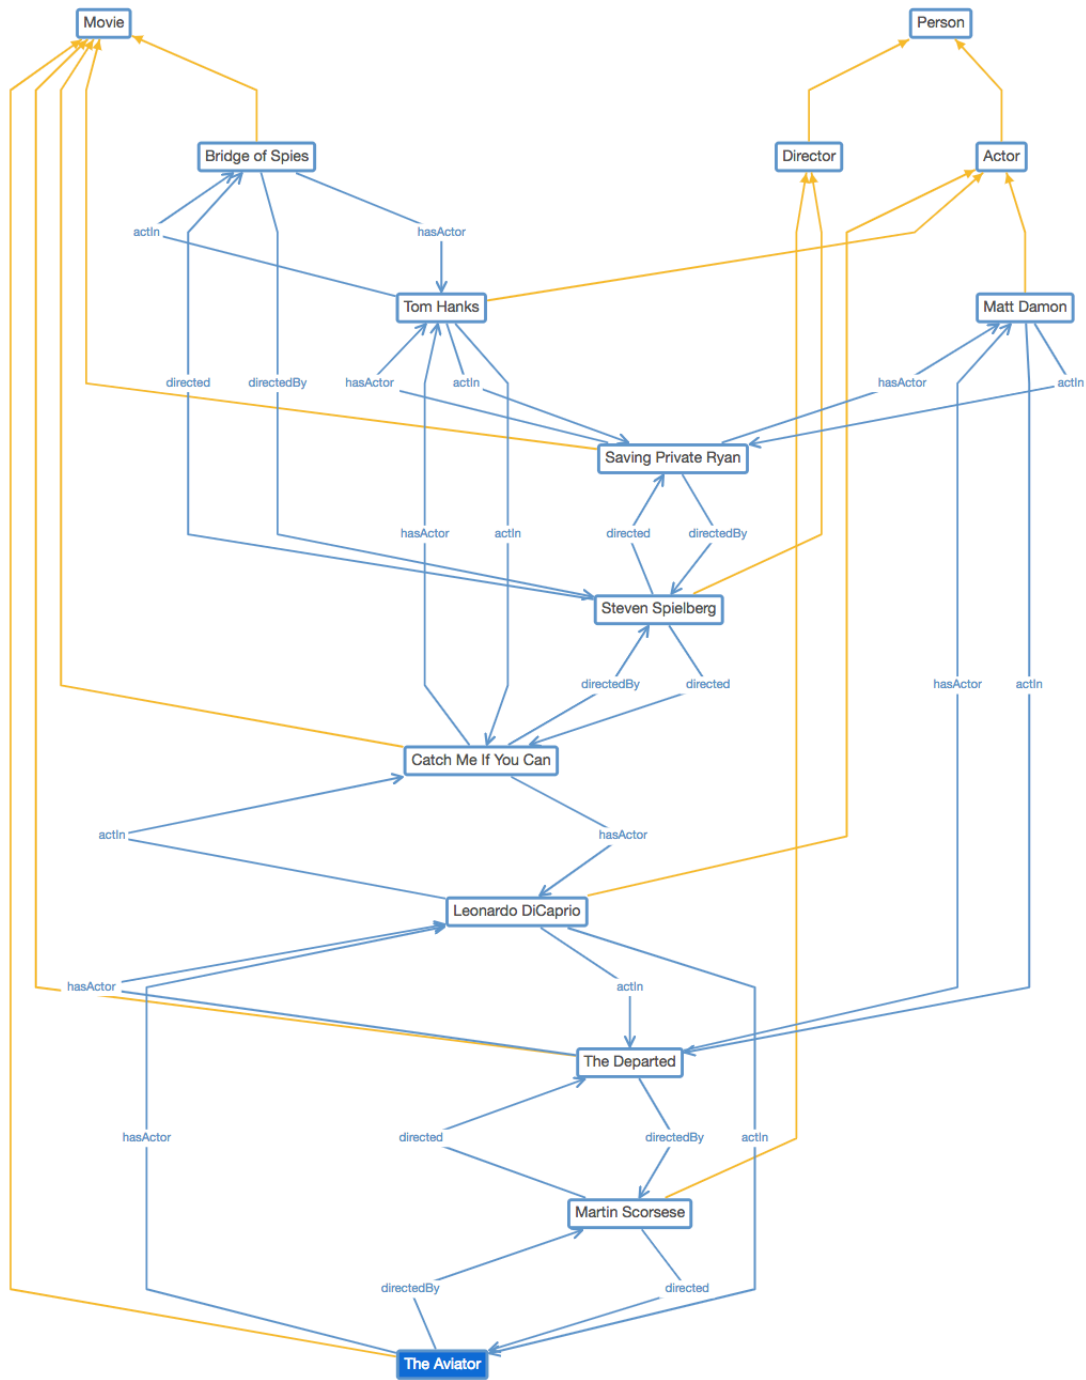 Movie
Person
Bridge of Spies
Director
Actor
actIn
hasActor
Tom Hanks
Matt Damon
directed
directedBy
hasActor
actIn
hasActor
actIn
Saving Private Ryan
hasActor
actIn
directed
directedBy
Steven Spielberg
directedBy
directed
hasActor
actIn
Catch Me If You Can
actIn
hasActor
Leonardo DiCaprio
hasActor
actIn
The Departed
hasActor
directed
directedBy
actIn
Martin Scorsese
directedBy
directed
The Aviator